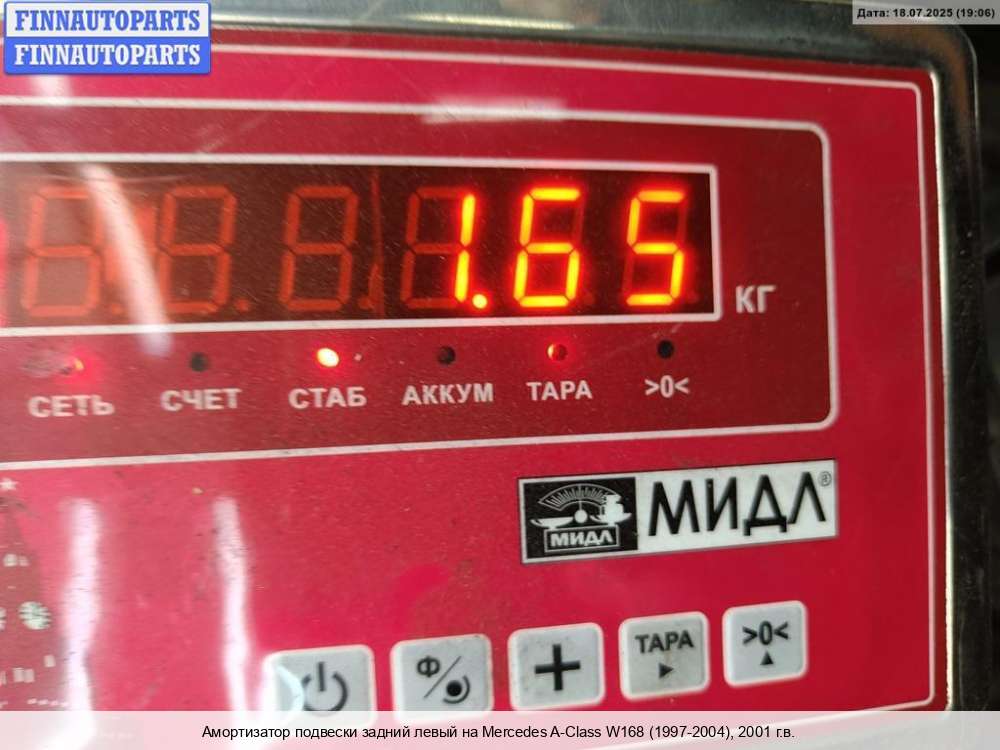 FINNAUTOPARTS
FINNAUTOPARTS
Дата: 18.07.2025 (19:06)
1.65
КГ
СЕТЬ СЧЕТ СТАБ АККУМ ТАРА >0<
МИДЛ МИДЛ®
Ф ТАРА >0<
Амортизатор подвески задний левый на Mercedes A-Class W168 (1997-2004), 2001 г.в.